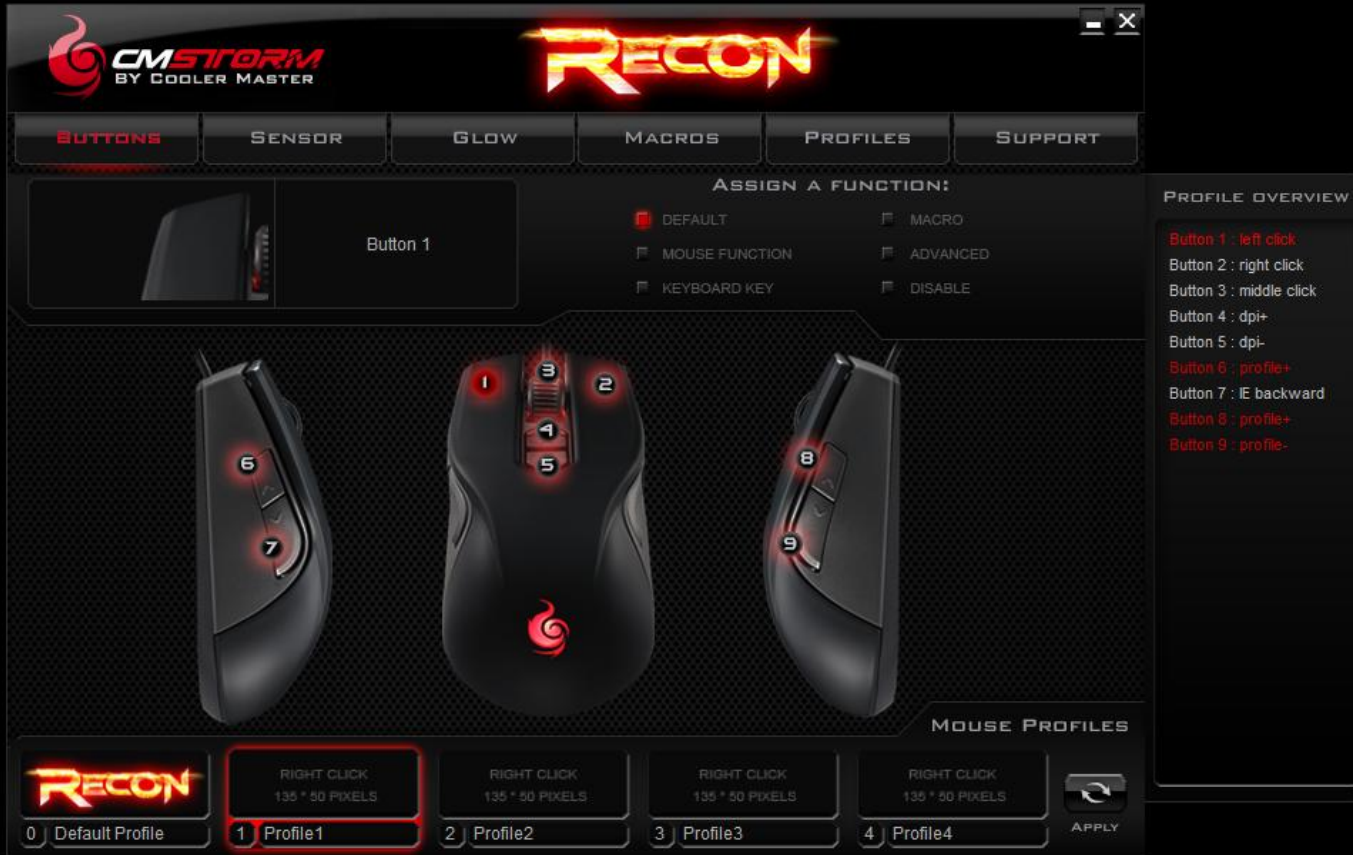 CMSTORM
BY COOLER MASTER
RECON
BUTTONS
SENSOR
GLOW
MACROS
PROFILES
SUPPORT
Button 1
ASSIGN A FUNCTION:
DEFAULT
MACRO
MOUSE FUNCTION
ADVANCED
KEYBOARD KEY
DISABLE
PROFILE OVERVIEW
Button 1 : left click
Button 2 : right click
Button 3 : middle click
Button 4 : dpi+
Button 5 : dpi-
Button 6 : profile+
Button 7 : IE backward
Button 8 : profile+
Button 9 : profile-
6
7
1
3
2
4
5
8
9
MOUSE PROFILES
RECON
0 Default Profile
RIGHT CLICK
135 * 50 PIXELS
1 Profile1
RIGHT CLICK
135 * 50 PIXELS
2 Profile2
RIGHT CLICK
135 * 50 PIXELS
3 Profile3
RIGHT CLICK
135 * 50 PIXELS
4 Profile4
APPLY